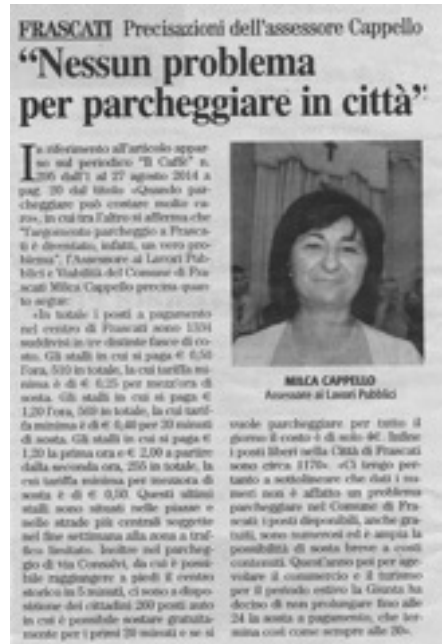 FRASCATI Precisazioni dell'assessore Cappello
"Nessun problema
per parcheggiare in città"
In riferimento all'articolo appar-
so sul periodico "Il Caffè" n.
295 dall'1 al 27 agosto 2014 a
pag. 20 dal titolo «Quando par-
cheggiare può costare molto ca-
ro», in cui tra l'altro si afferma che
"l'argomento parcheggio a Frasca-
ti è diventato, infatti, un vero pro-
blema", l'Assessore ai Lavori Pub-
blici e Viabilità del Comune di Fra-
scati Milca Cappello precisa quan-
to segue:
«In totale i posti a pagamento
nel centro di Frascati sono 1334
suddivisi in tre distinte fasce di co-
sto. Gli stalli in cui si paga € 0,50
l'ora, 510 in totale, la cui tariffa mi-
nima è di € 0,25 per mezz'ora di
sosta. Gli stalli in cui si paga €
1,20 l'ora, 569 in totale, la cui tarif-
fa minima è di € 0,40 per 20 minuti
di sosta. Gli stalli in cui si paga €
1,20 la prima ora e € 2,00 a partire
dalla seconda ora, 255 in totale, la
cui tariffa minima per mezzora di
sosta è di € 0,50. Questi ultimi
stalli sono situati nelle piazze e
nelle strade più centrali soggette
nel fine settimana alla zona a traf-
fico limitato. Inoltre nel parcheg-
gio di via Consalvi, da cui è possi-
bile raggiungere a piedi il centro
storico in 5 minuti, ci sono a dispo-
sizione dei cittadini 200 posti auto
in cui è possibile sostare gratuita-
mente per i primi 20 minuti e se si
MILCA CAPPELLO
Assessore ai Lavori Pubblici
vuole parcheggiare per tutto il
giorno il costo è di solo 4€. Infine
i posti liberi nella Città di Frascati
sono circa 1170». «Ci tengo per-
tanto a sottolineare che dati i nu-
meri non è affatto un problema
parcheggiare nel Comune di Fra-
scati: i posti disponibili, anche gra-
tuiti, sono numerosi ed è ampia la
possibilità di sosta breve a costi
contenuti. Quest'anno poi per age-
volare il commercio e il turismo
per il periodo estivo la Giunta ha
deciso di non prolungare fino alle
24 la sosta a pagamento, che ter-
mina così come sempre alle 20».